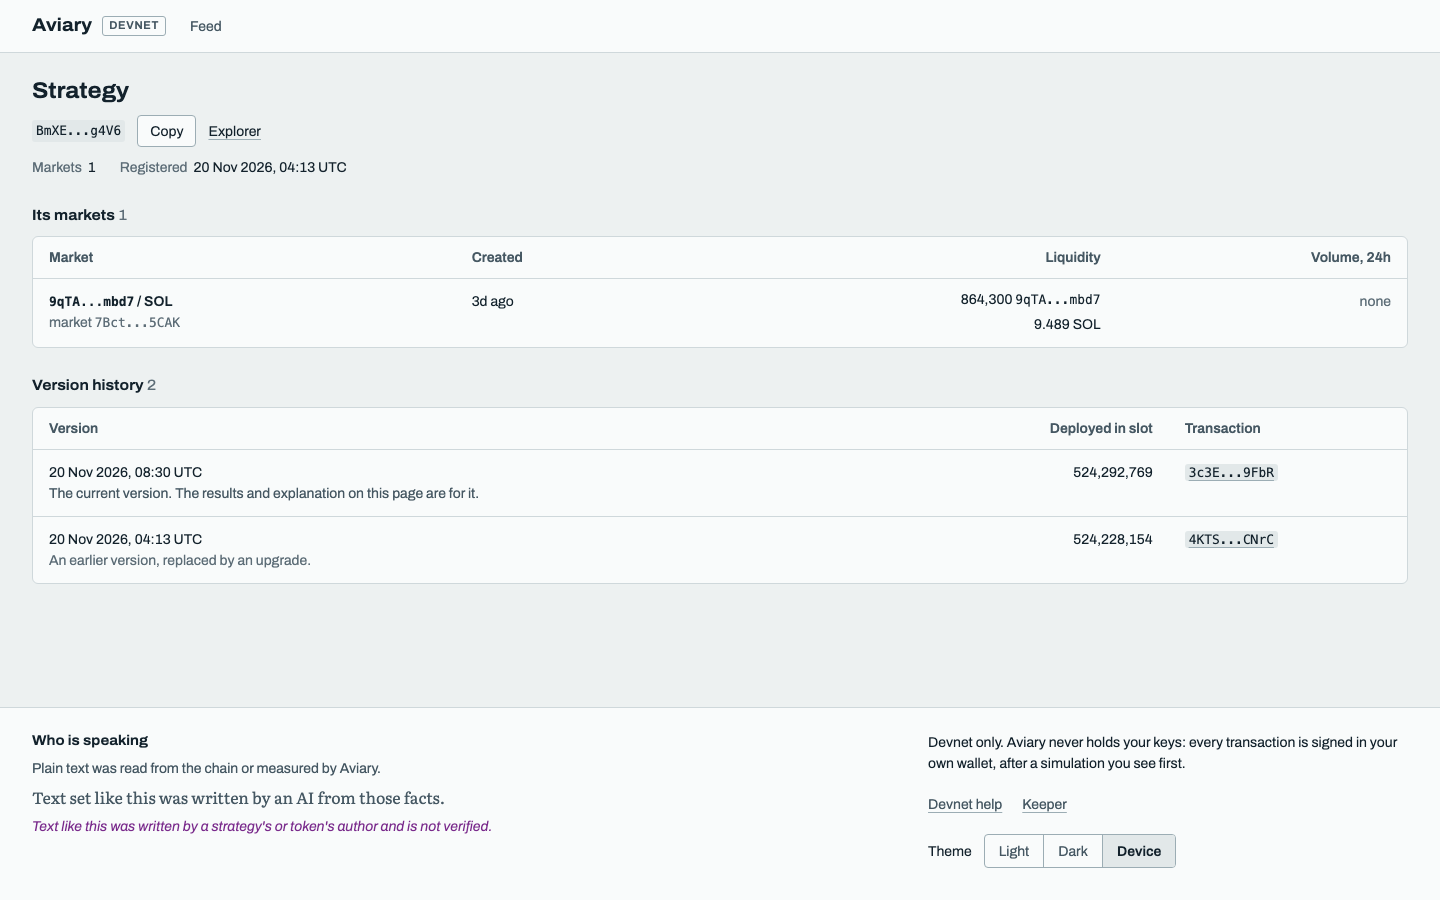 Aviary DEVNET Feed
Strategy
BmXE...g4V6 Copy Explorer
Markets 1 Registered 20 Nov 2026, 04:13 UTC
Its markets 1
Market Created Liquidity Volume, 24h
9qTA...mbd7 / SOL 3d ago 864,300 9qTA...mbd7 none
market 7Bct...5CAK 9.489 SOL
Version history 2
Version Deployed in slot Transaction
20 Nov 2026, 08:30 UTC 524,292,769 3c3E...9FbR
The current version. The results and explanation on this page are for it.
20 Nov 2026, 04:13 UTC 524,228,154 4KTS...CNrC
An earlier version, replaced by an upgrade.
Who is speaking
Plain text was read from the chain or measured by Aviary.
Text set like this was written by an AI from those facts.
Text like this was written by a strategy's or token's author and is not verified.
Devnet only. Aviary never holds your keys: every transaction is signed in your
own wallet, after a simulation you see first.
Devnet help Keeper
Theme Light Dark Device